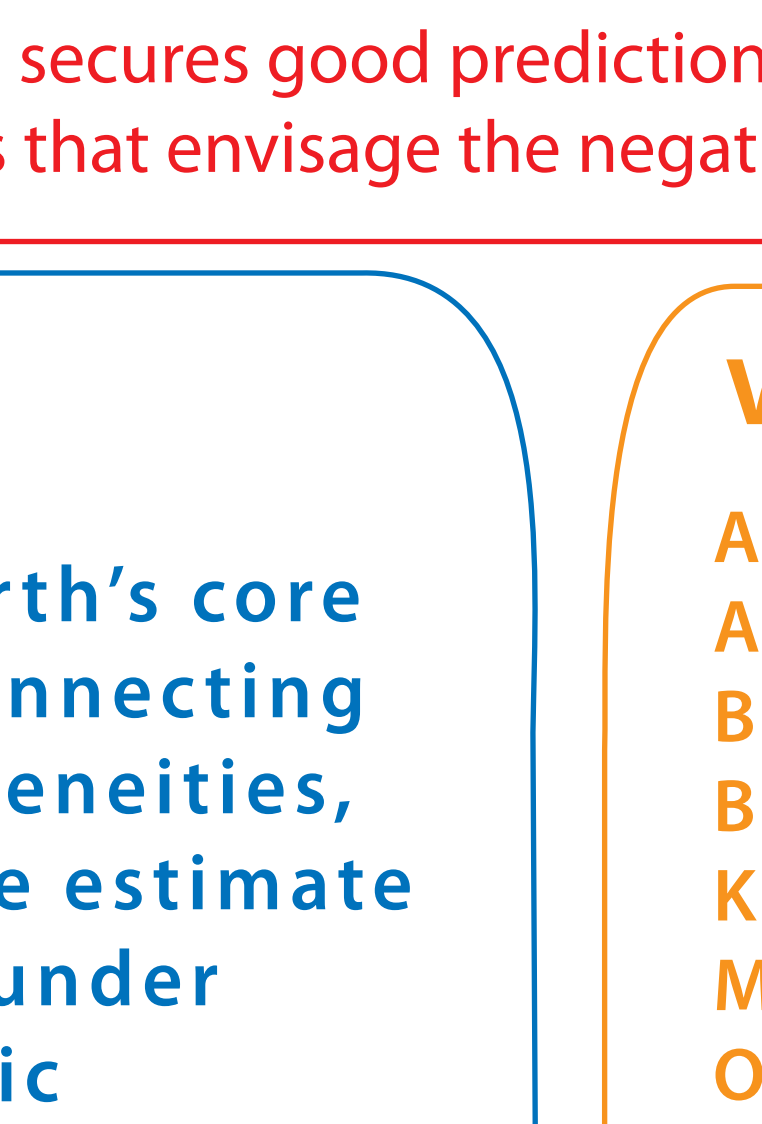 secures good prediction
s that envisage the negat
rth’s core
nnecting
eneities,
e estimate
under
ic
A
A
B
B
K
M
O